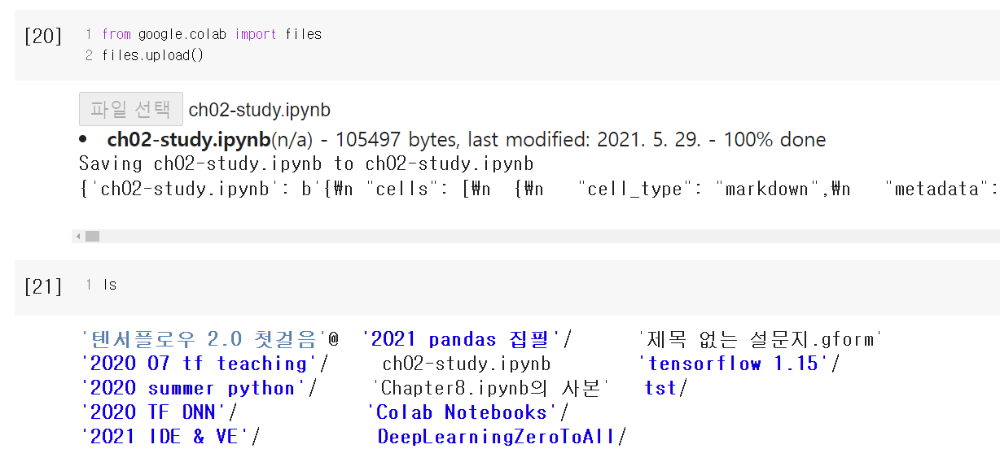 [20] 1 from google.colab import files
2 files.upload()
파일 선택 ch02-study.ipynb
• ch02-study.ipynb(n/a) - 105497 bytes, last modified: 2021. 5. 29. - 100% done
Saving ch02-study.ipynb to ch02-study.ipynb
{'ch02-study.ipynb': b'{₩n "cells": [₩n  {₩n   "cell_type": "markdown",₩n   "metadata":
[21] 1 ls
'텐서플로우 2.0 첫걸음'@ '2021 pandas 집필'/ '제목 없는 설문지.gform'
'2020 07 tf teaching'/ ch02-study.ipynb 'tensorflow 1.15'/
'2020 summer python'/ 'Chapter8.ipynb의 사본' tst/
'2020 TF DNN'/ 'Colab Notebooks'/
'2021 IDE & VE'/ DeepLearningZeroToAll/